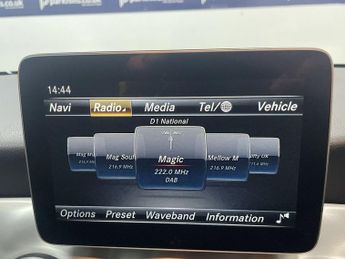 14:44
Navi Radio Media Tel/ Vehicle
D1 National
Mag Soul Magic Mellow M
216.9 MHz 222.0 MHz 216.9 MHz
DAB
Options Preset Waveband Information